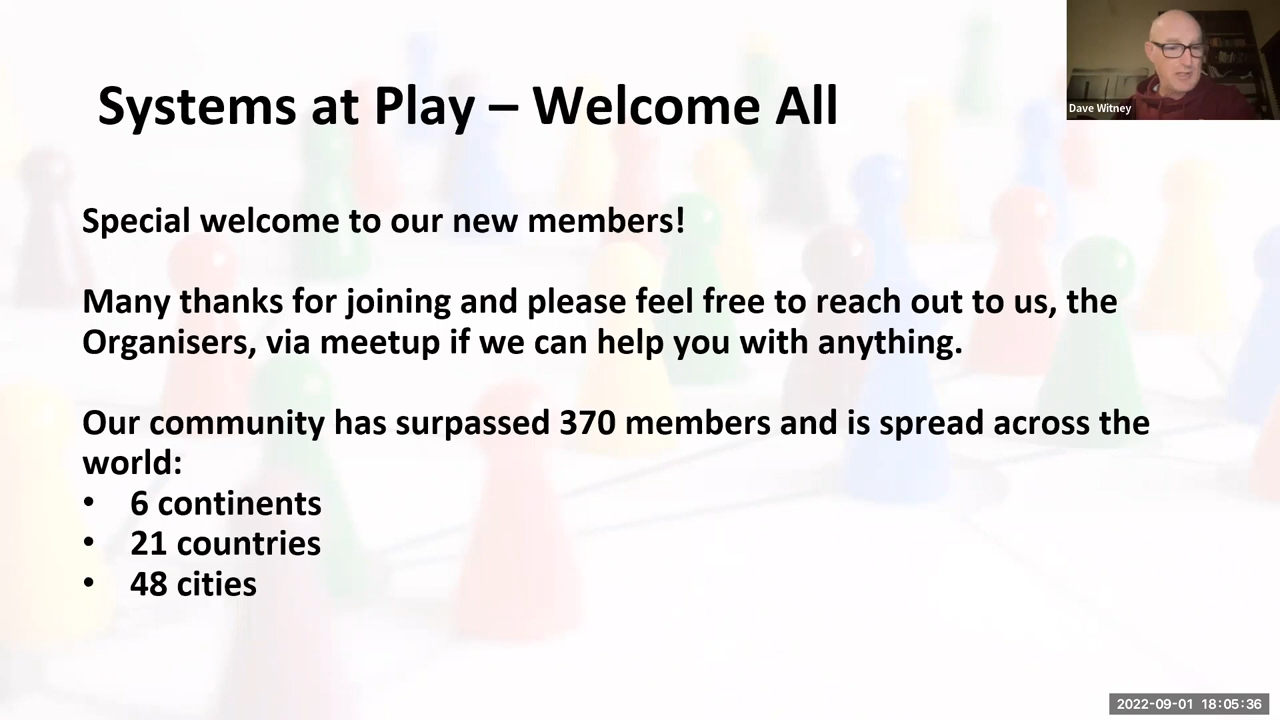 Systems at Play – Welcome All
Dave Witney
Special welcome to our new members!
Many thanks for joining and please feel free to reach out to us, the
Organisers, via meetup if we can help you with anything.
Our community has surpassed 370 members and is spread across the
world:
• 6 continents
• 21 countries
• 48 cities
2022-09-01 18:05:36